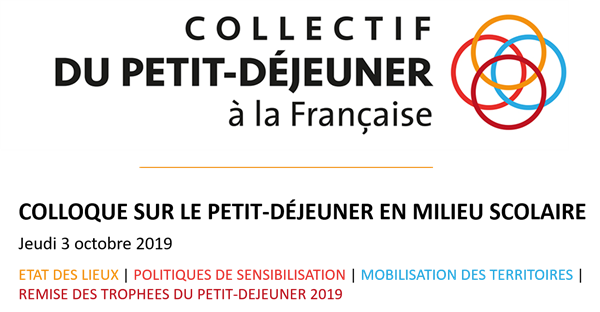 COLLECTIF
DU PETIT-DÉJEUNER
à la Française
COLLOQUE SUR LE PETIT-DÉJEUNER EN MILIEU SCOLAIRE
Jeudi 3 octobre 2019
ETAT DES LIEUX | POLITIQUES DE SENSIBILISATION | MOBILISATION DES TERRITOIRES |
REMISE DES TROPHEES DU PETIT-DEJEUNER 2019